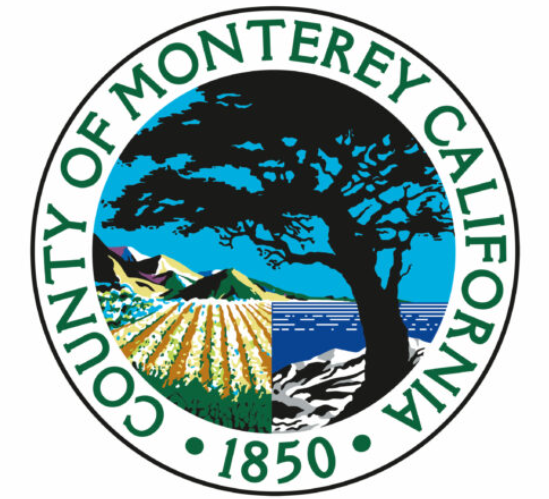 COUNTY OF MONTEREY CALIFORNIA
• 1850 •